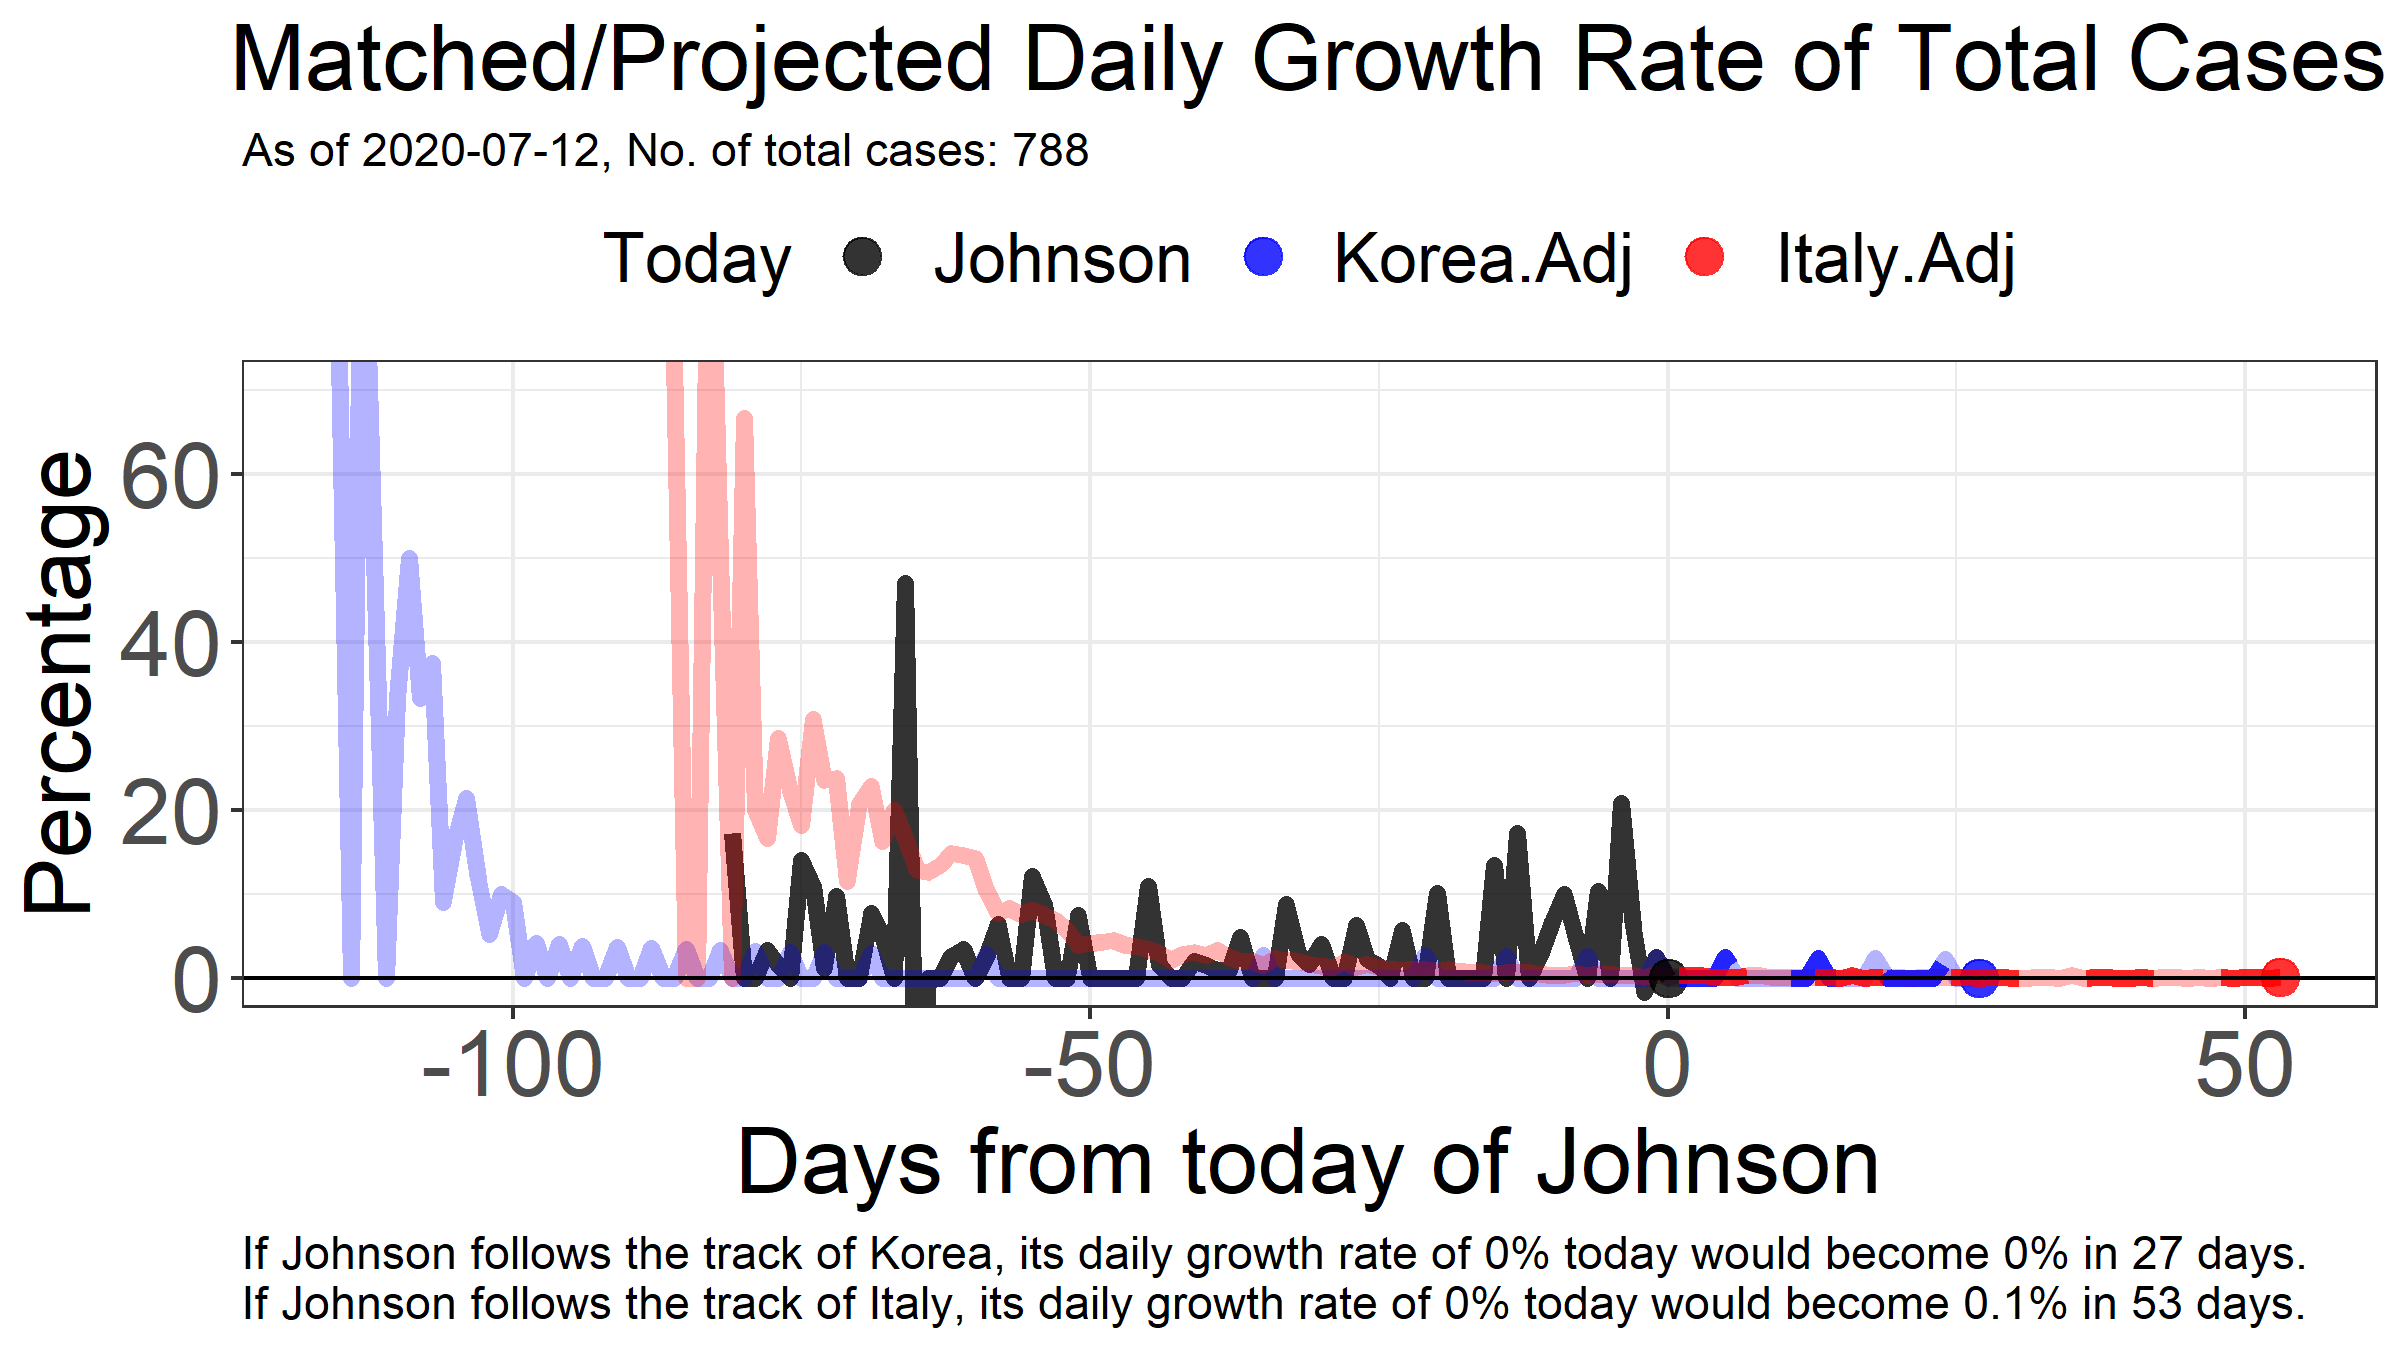 Matched/Projected Daily Growth Rate of Total Cases
As of 2020-07-12, No. of total cases: 788
Today Johnson Korea.Adj Italy.Adj
Percentage
60
40
20
0
-100 -50 0 50
Days from today of Johnson
If Johnson follows the track of Korea, its daily growth rate of 0% today would become 0% in 27 days.
If Johnson follows the track of Italy, its daily growth rate of 0% today would become 0.1% in 53 days.